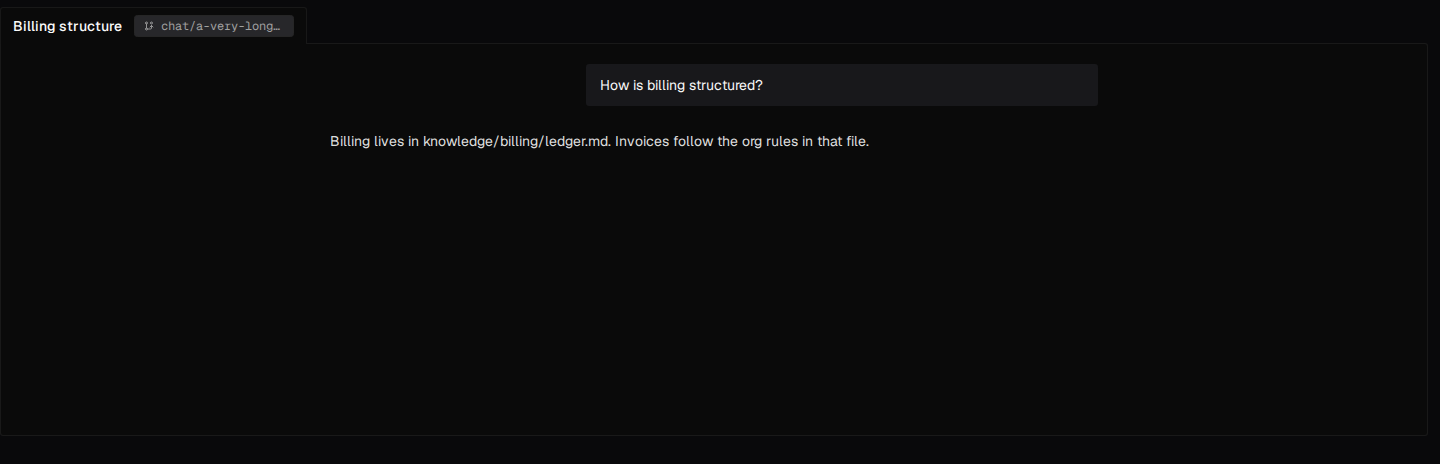 Billing structure
chat/a-very-long…
How is billing structured?
Billing lives in knowledge/billing/ledger.md. Invoices follow the org rules in that file.